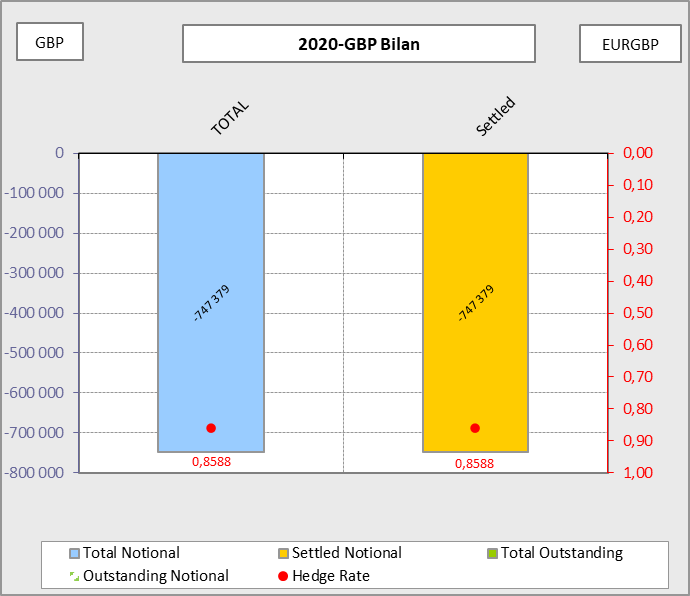 GBP
2020-GBP Bilan
EURGBP
TOTAL
Settled
0
-100 000
-200 000
-300 000
-400 000
-500 000
-600 000
-700 000
-800 000
-747 379
-747 379
0,8588
0,8588
0,00
0,10
0,20
0,30
0,40
0,50
0,60
0,70
0,80
0,90
1,00
Total Notional
Settled Notional
Total Outstanding
Outstanding Notional
Hedge Rate